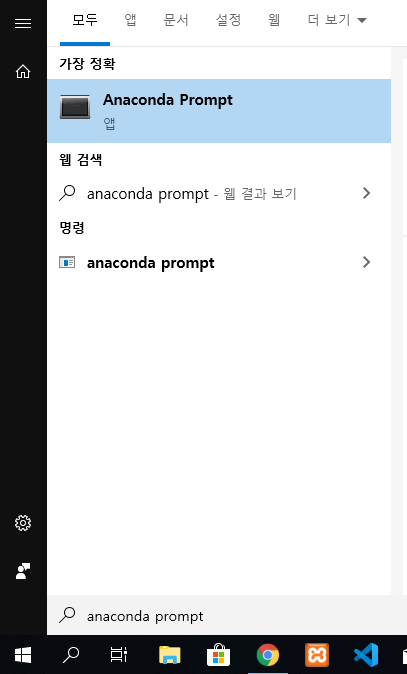 모두 앱 문서 설정 웹 더 보기
가장 정확
Anaconda Prompt
앱
웹 검색
anaconda prompt - 웹 결과 보기
명령
anaconda prompt
anaconda prompt